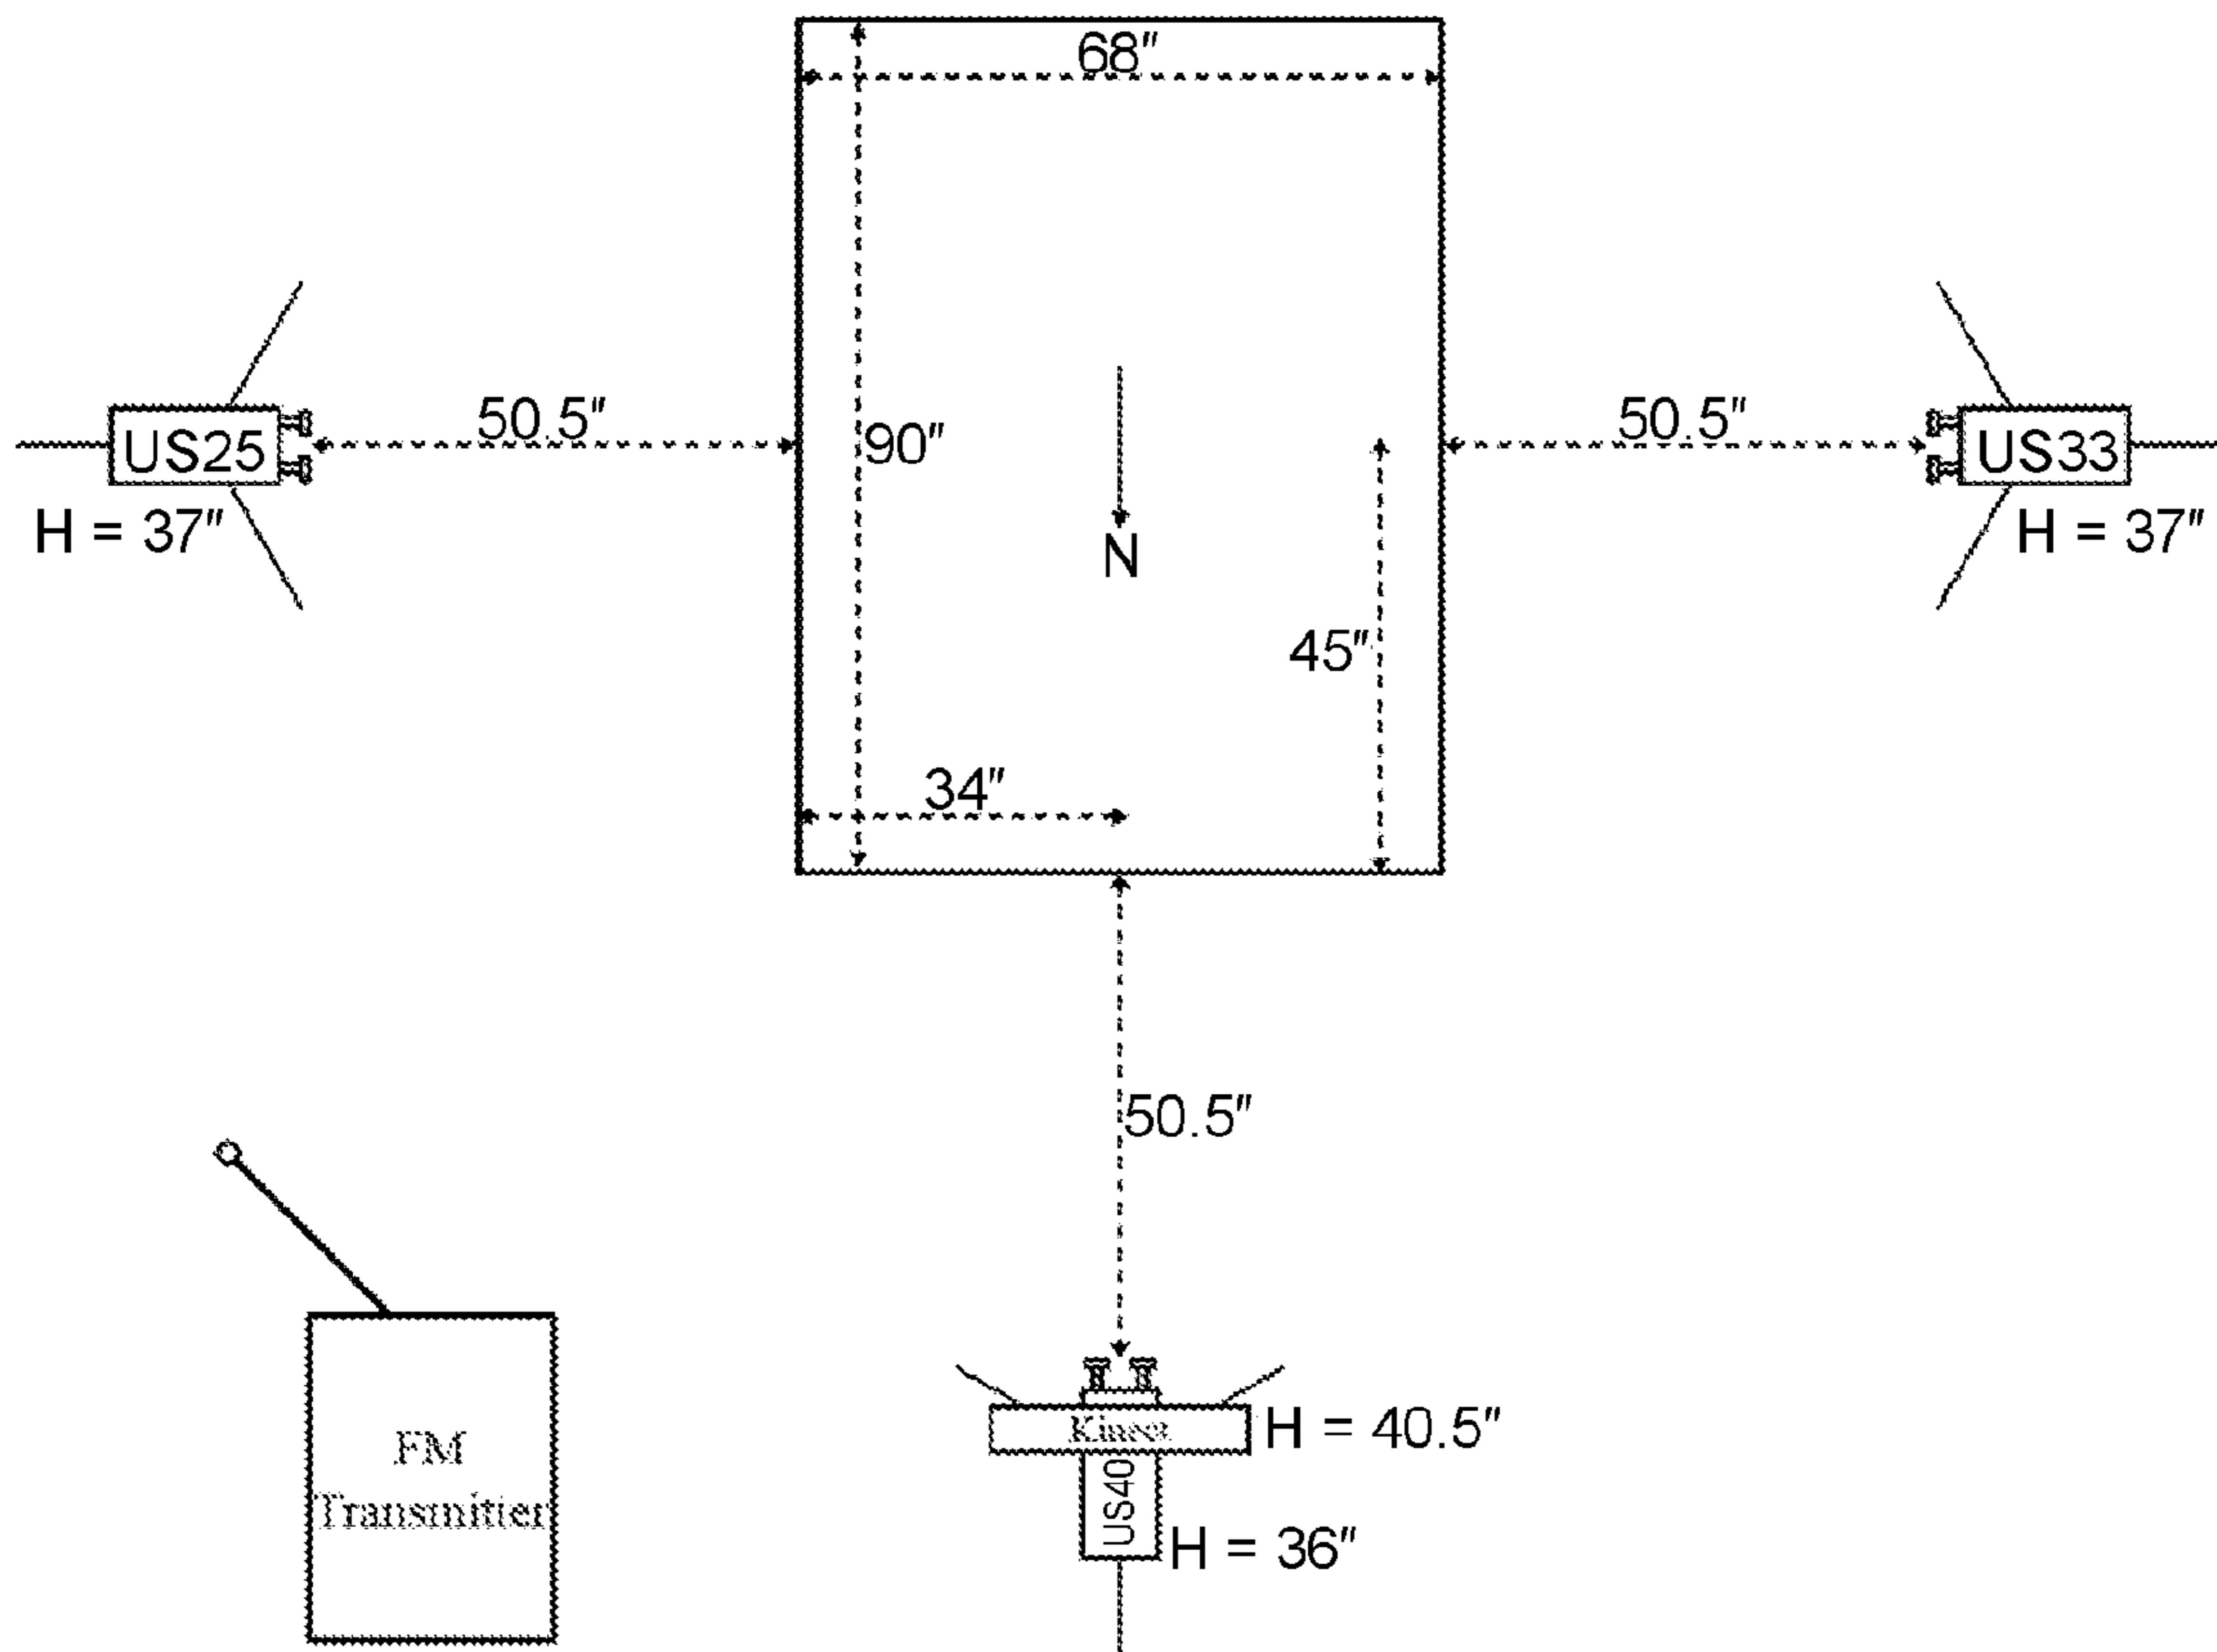 68"
50.5"
90"
50.5"
US25
US33
H = 37"
N
H = 37"
45"
34"
50.5"
Kinect
H = 40.5"
FM
Transmitter
US40
H = 36"